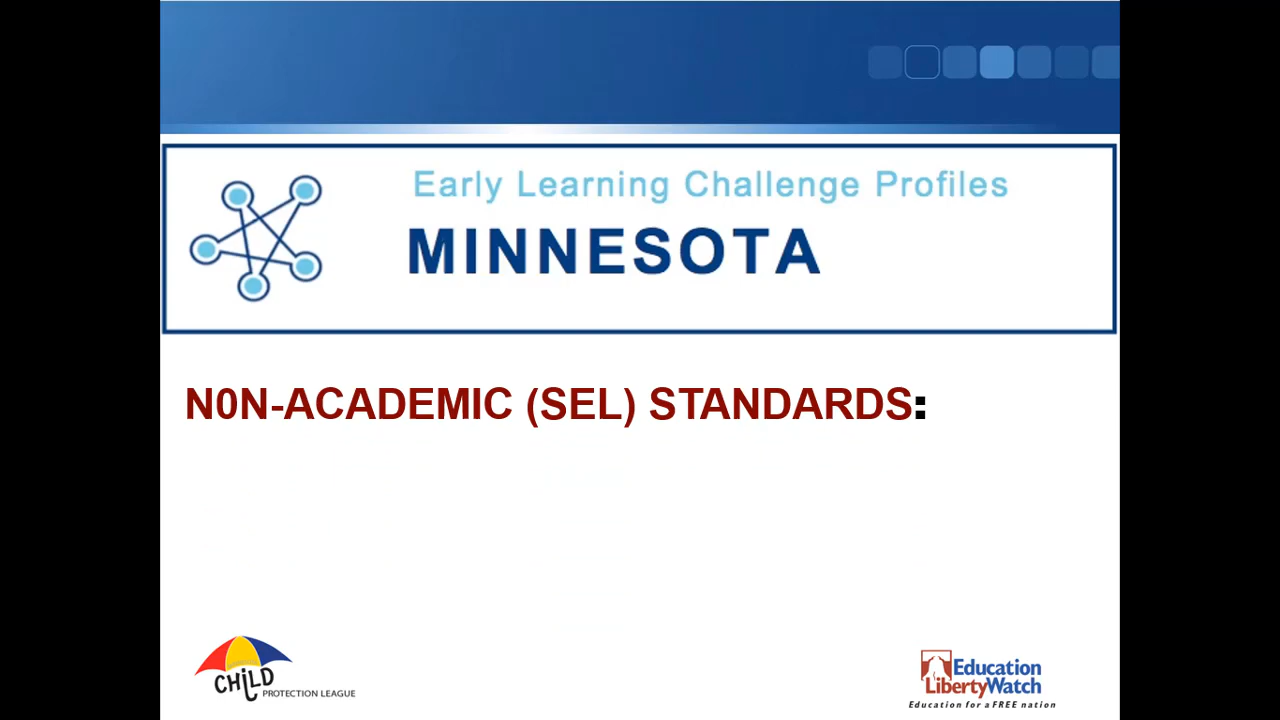 Early Learning Challenge Profiles
MINNESOTA
N0N-ACADEMIC (SEL) STANDARDS:
CHiLD
PROTECTION LEAGUE
Education
LibertyWatch
Education for a FREE nation